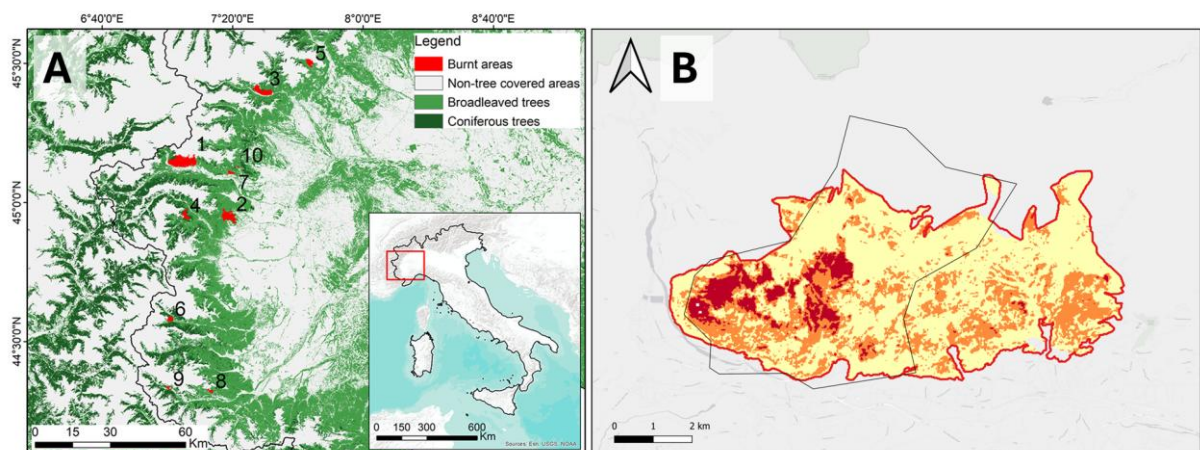 6°40'0"E 7°20'0"E 8°0'0"E 8°40'0"E
45°30'0"N
45°0'0"N
44°30'0"N
A
Legend
Burnt areas
Non-tree covered areas
Broadleaved trees
Coniferous trees
5
3
1
10
7
4
2
6
9
8
0 15 30 60
Km
0 150 300 600
Km
Sources: Esri, USGS, NOAA
B
0 1 2 km